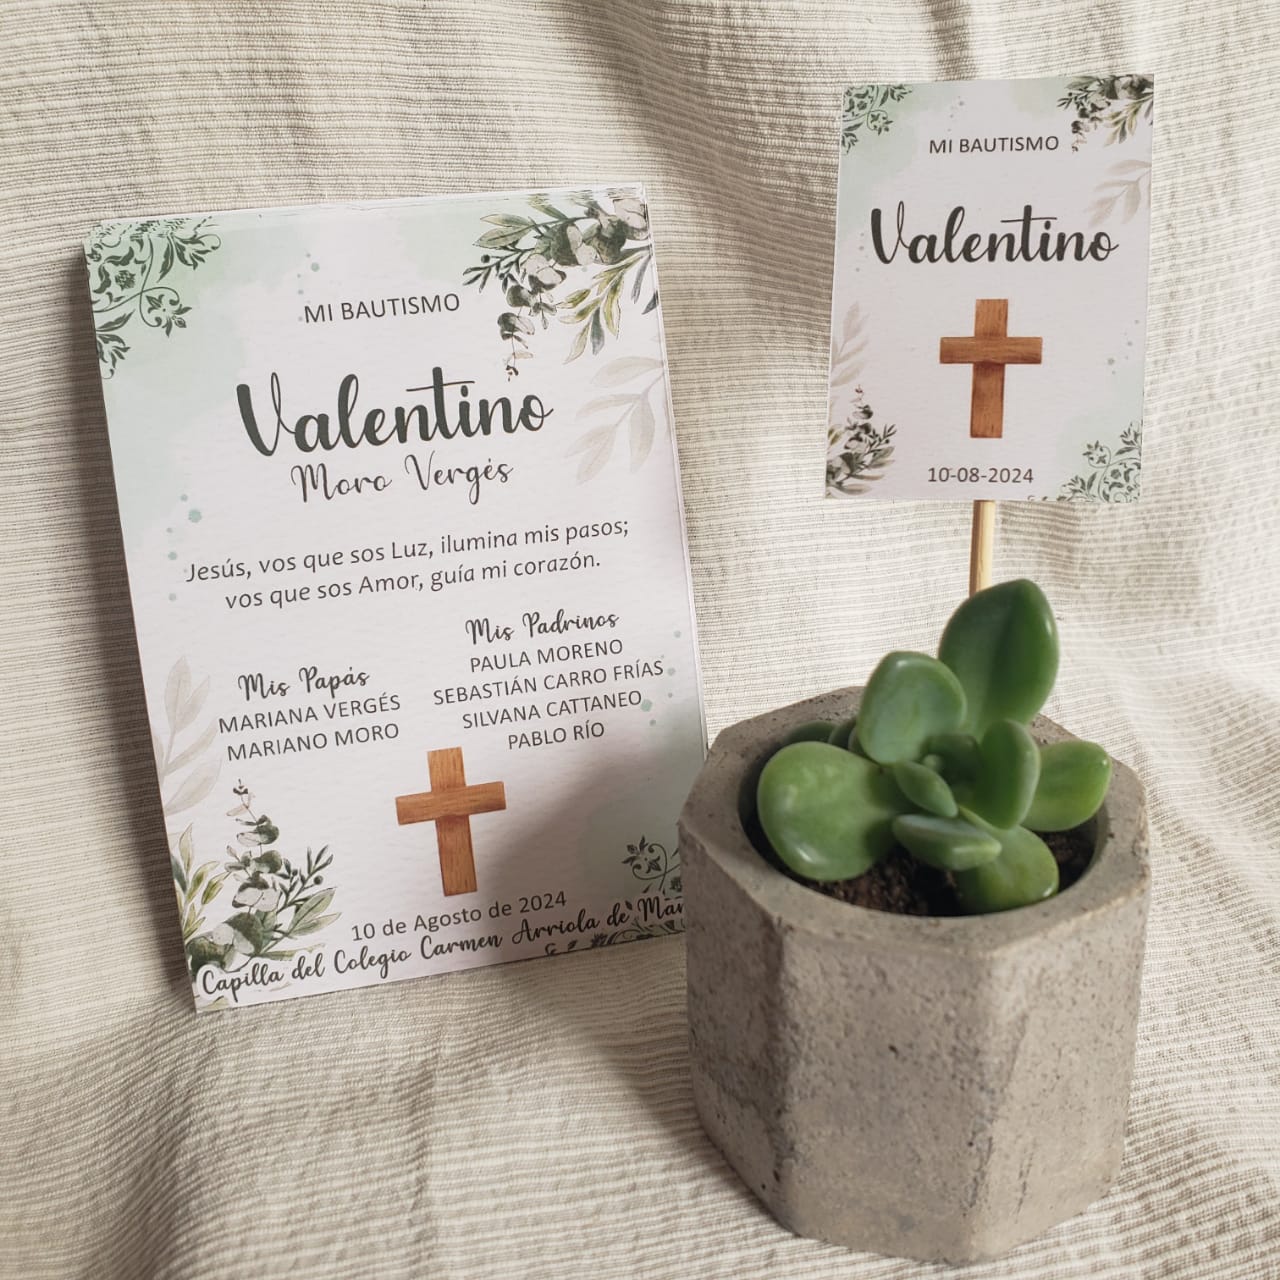 MI BAUTISMO
Valentino
Moro Vergés
Jesús, vos que sos Luz, ilumina mis pasos;
vos que sos Amor, guía mi corazón.
Mis Papás
MARIANA VERGÉS
MARIANO MORO
Mis Padrinos
PAULA MORENO
SEBASTIÁN CARRO FRÍAS
SILVANA CATTANEO
PABLO RÍO
10 de Agosto de 2024
Capilla del Colegio Carmen Arriola de
MI BAUTISMO
Valentino
10-08-2024